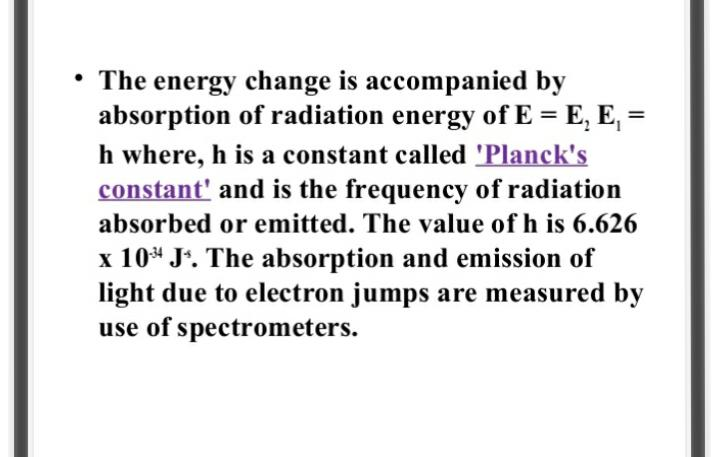 • The energy change is accompanied by
absorption of radiation energy of E = E₂ E₁ =
h where, h is a constant called 'Planck's
constant' and is the frequency of radiation
absorbed or emitted. The value of h is 6.626
x 10⁻³⁴ Jˢ. The absorption and emission of
light due to electron jumps are measured by
use of spectrometers.